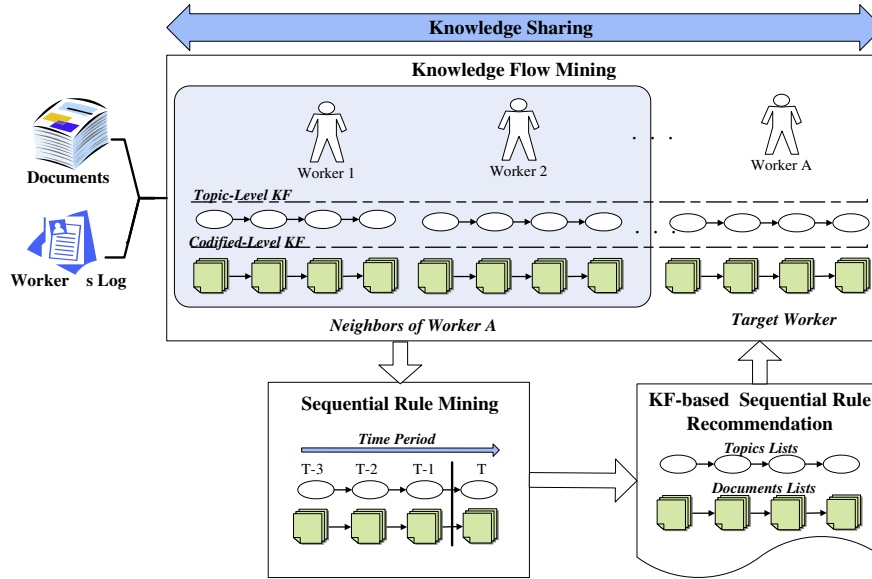 Knowledge Sharing
Knowledge Flow Mining
Documents
Worker s Log
Worker 1
Worker 2
. . .
Worker A
Topic-Level KF
. . .
Codified-Level KF
Neighbors of Worker A
Target Worker
Sequential Rule Mining
Time Period
T-3 T-2 T-1 T
KF-based Sequential Rule
Recommendation
Topics Lists
Documents Lists